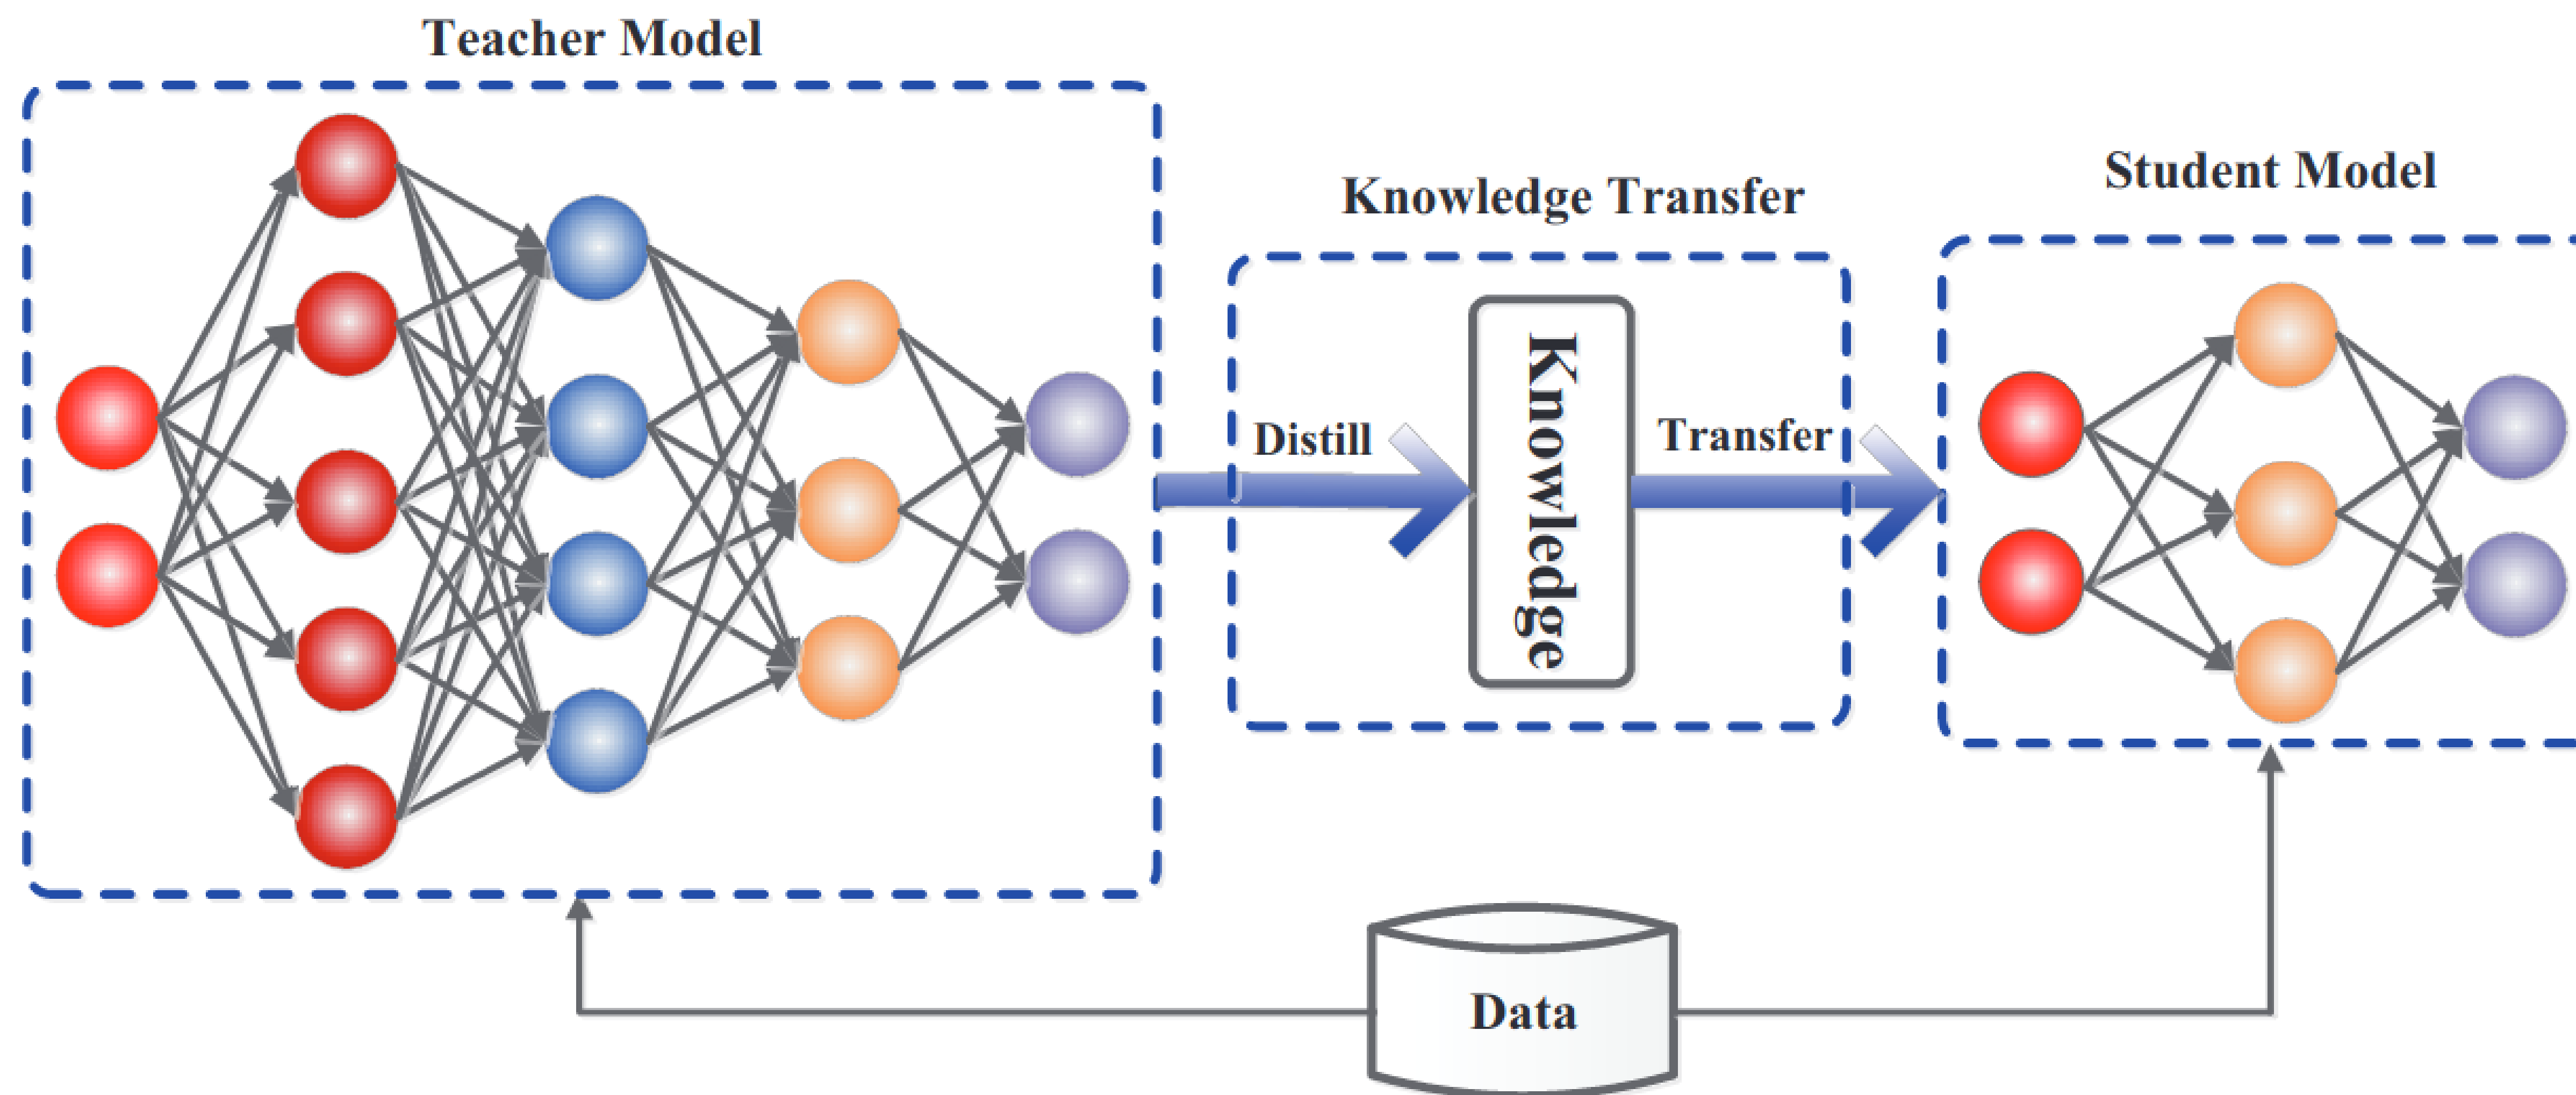 Teacher Model
Knowledge Transfer
Student Model
Distill
Knowledge
Transfer
Data